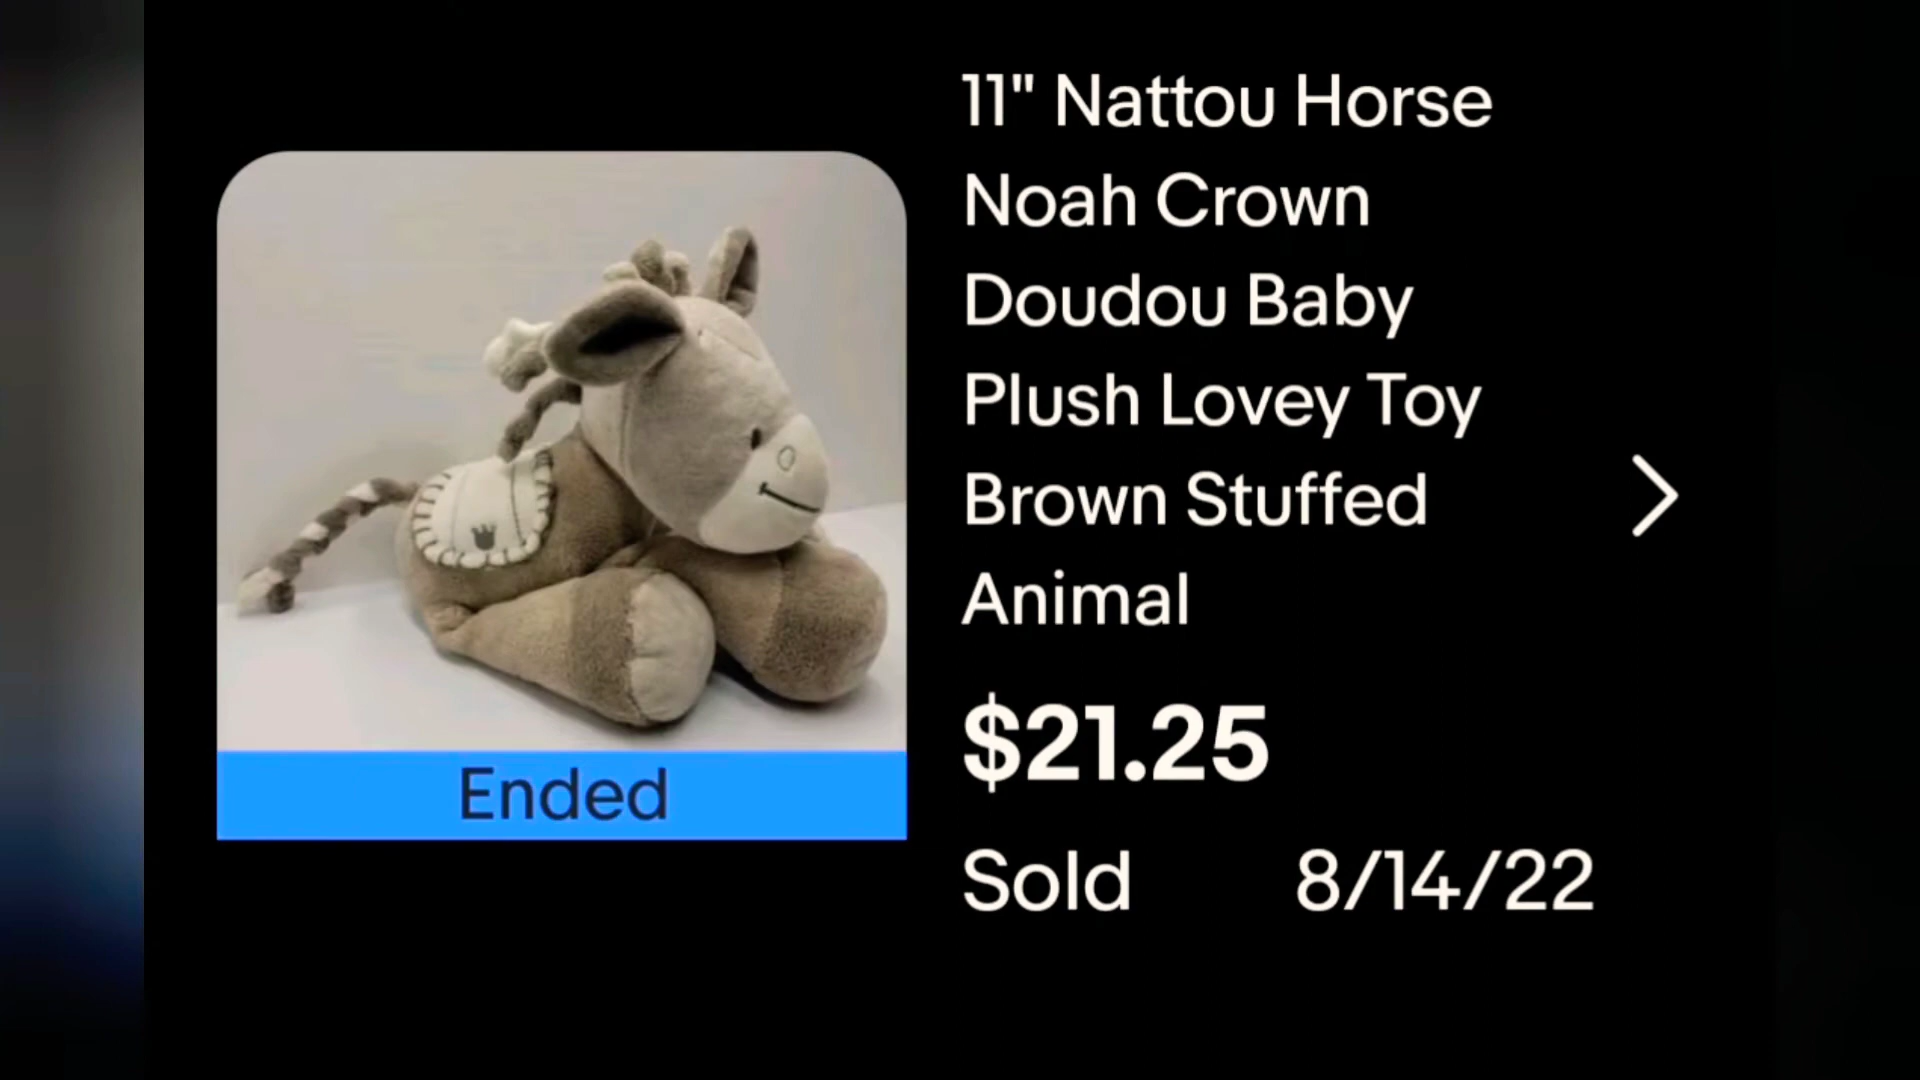 11" Nattou Horse
Noah Crown
Doudou Baby
Plush Lovey Toy
Brown Stuffed
Animal
$21.25
Sold 8/14/22
Ended